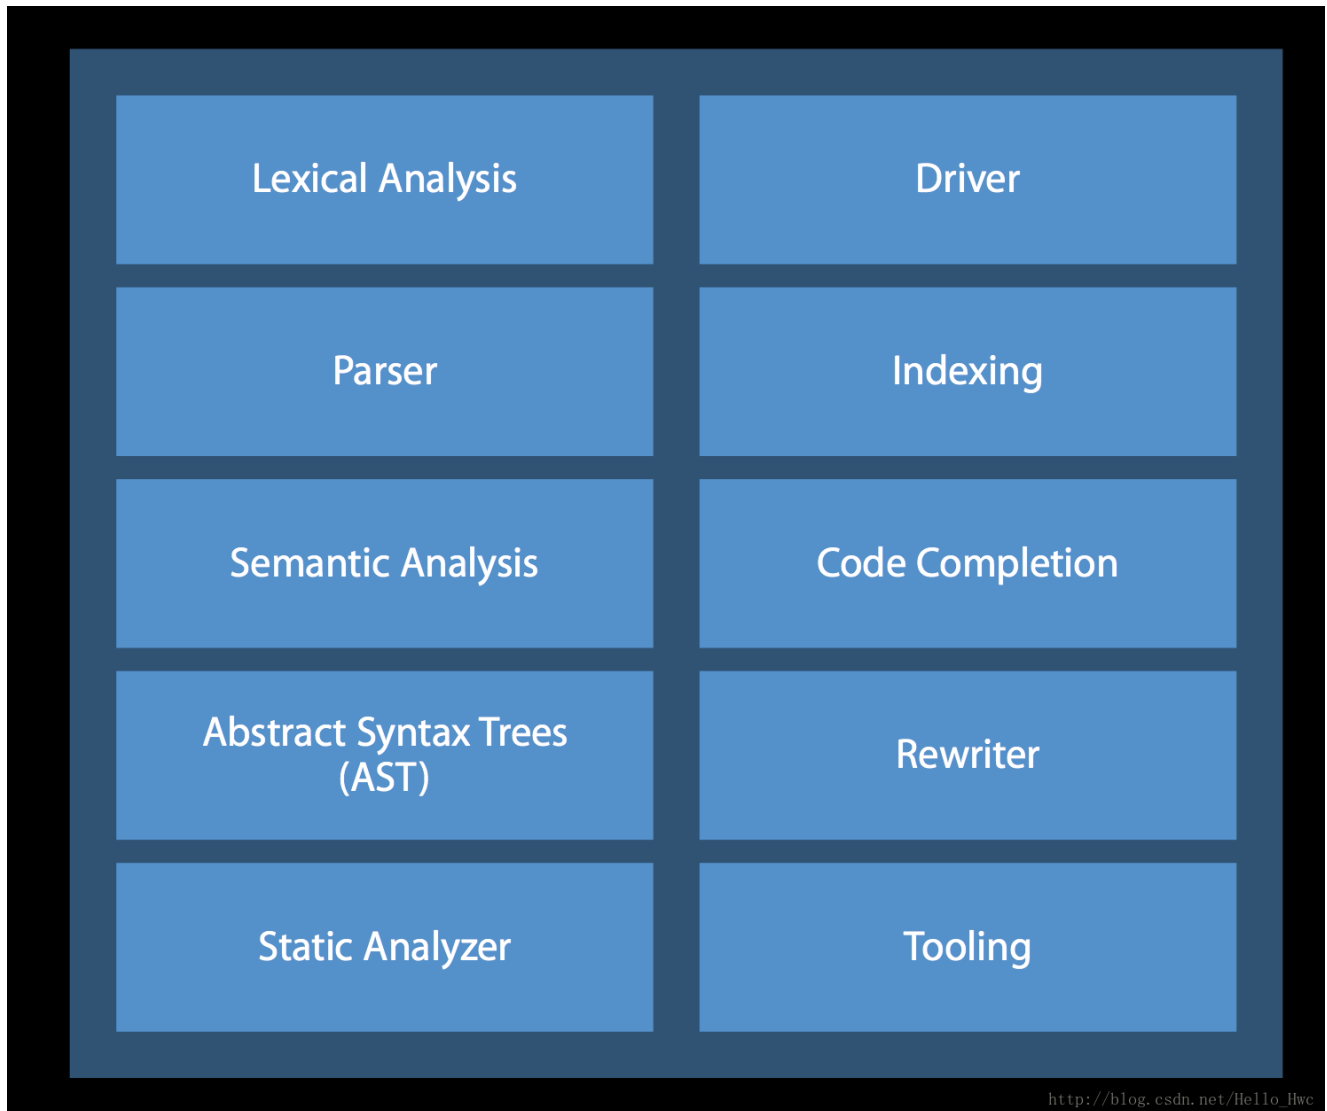 Lexical Analysis
Driver
Parser
Indexing
Semantic Analysis
Code Completion
Abstract Syntax Trees
(AST)
Rewriter
Static Analyzer
Tooling
http://blog.csdn.net/Hello_Hwc